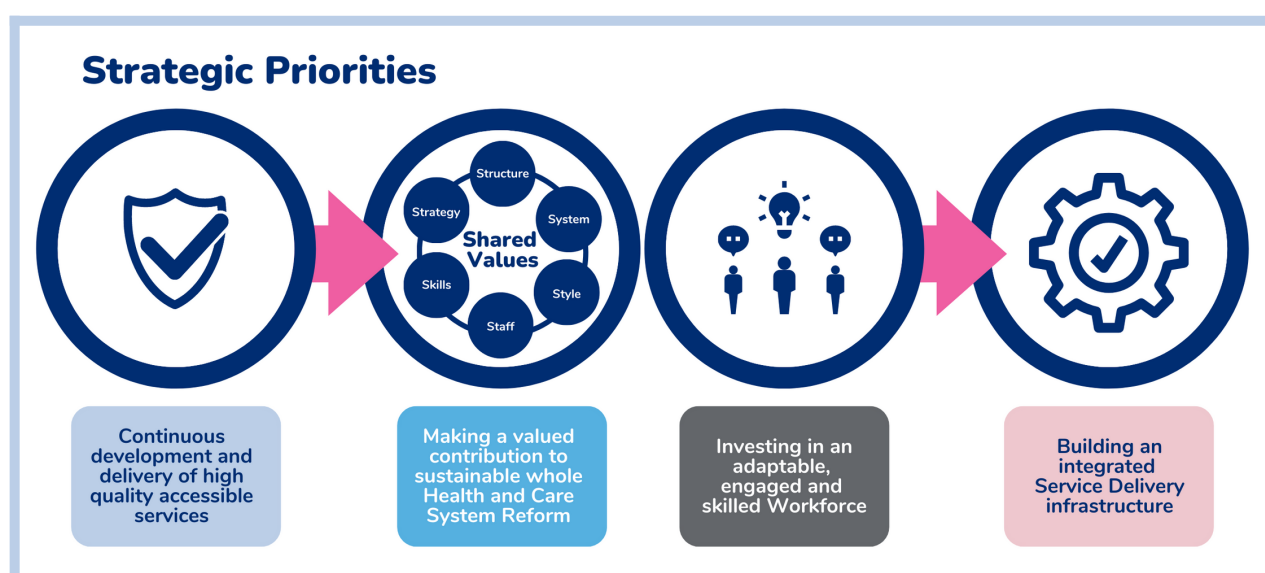 Strategic Priorities
Structure
Strategy
System
Shared
Values
Skills
Style
Staff
Continuous
development and
delivery of high
quality accessible
services
Making a valued
contribution to
sustainable whole
Health and Care
System Reform
Investing in an
adaptable,
engaged and
skilled Workforce
Building an
integrated
Service Delivery
infrastructure